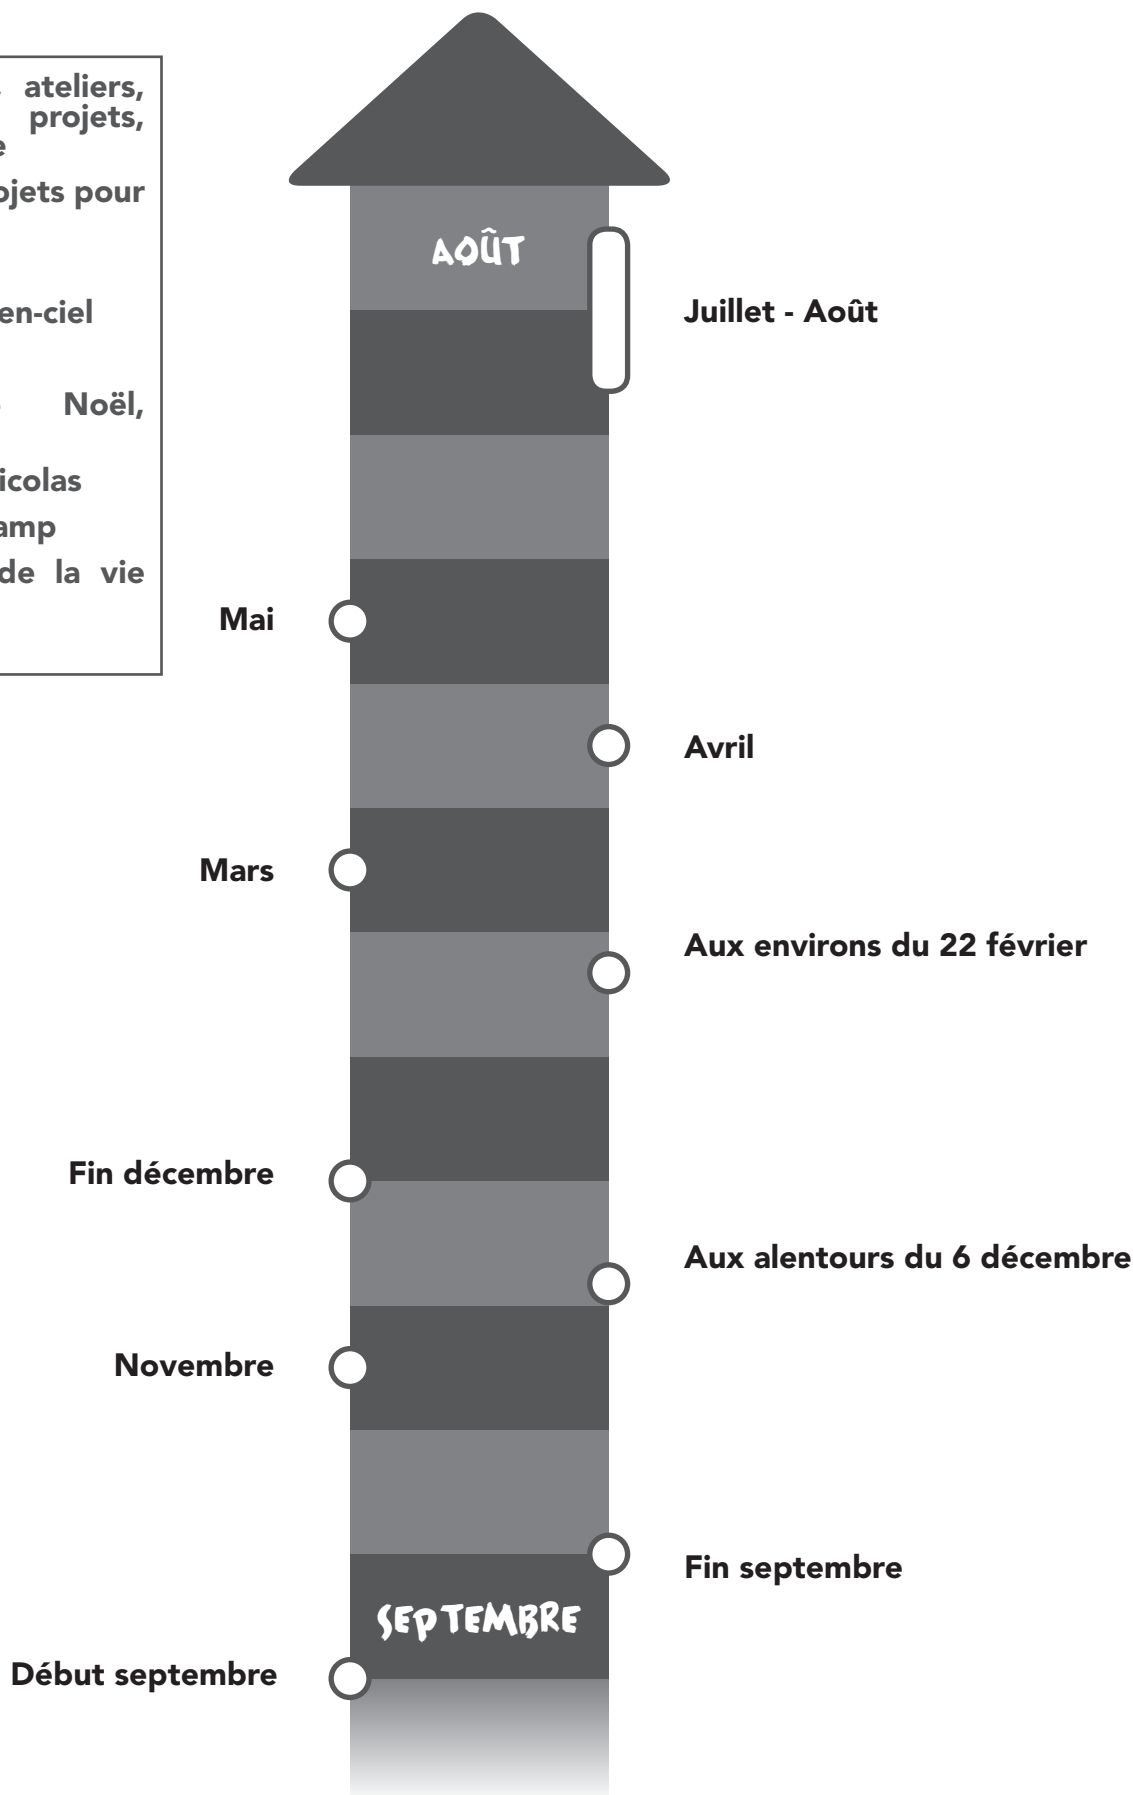 ateliers,
projets,
e
ojets pour
en-ciel
Noël,
icolas
amp
de la vie
AOÛT
Juillet - Août
Mai
Avril
Mars
Aux environs du 22 février
Fin décembre
Aux alentours du 6 décembre
Novembre
Fin septembre
SEPTEMBRE
Début septembre